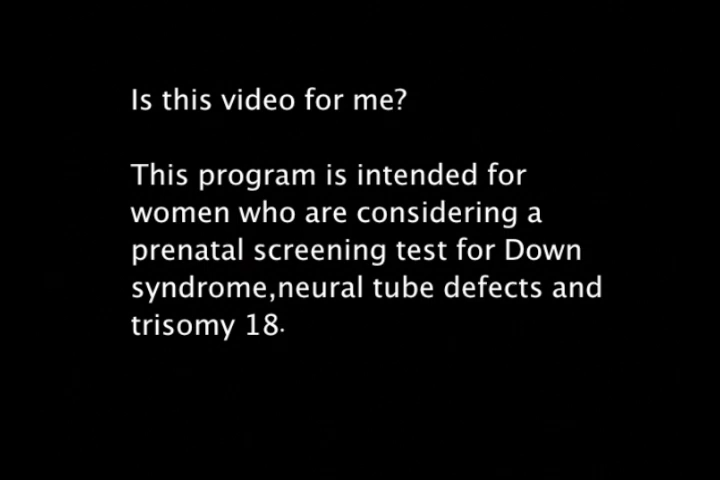 Is this video for me?
This program is intended for
women who are considering a
prenatal screening test for Down
syndrome,neural tube defects and
trisomy 18.